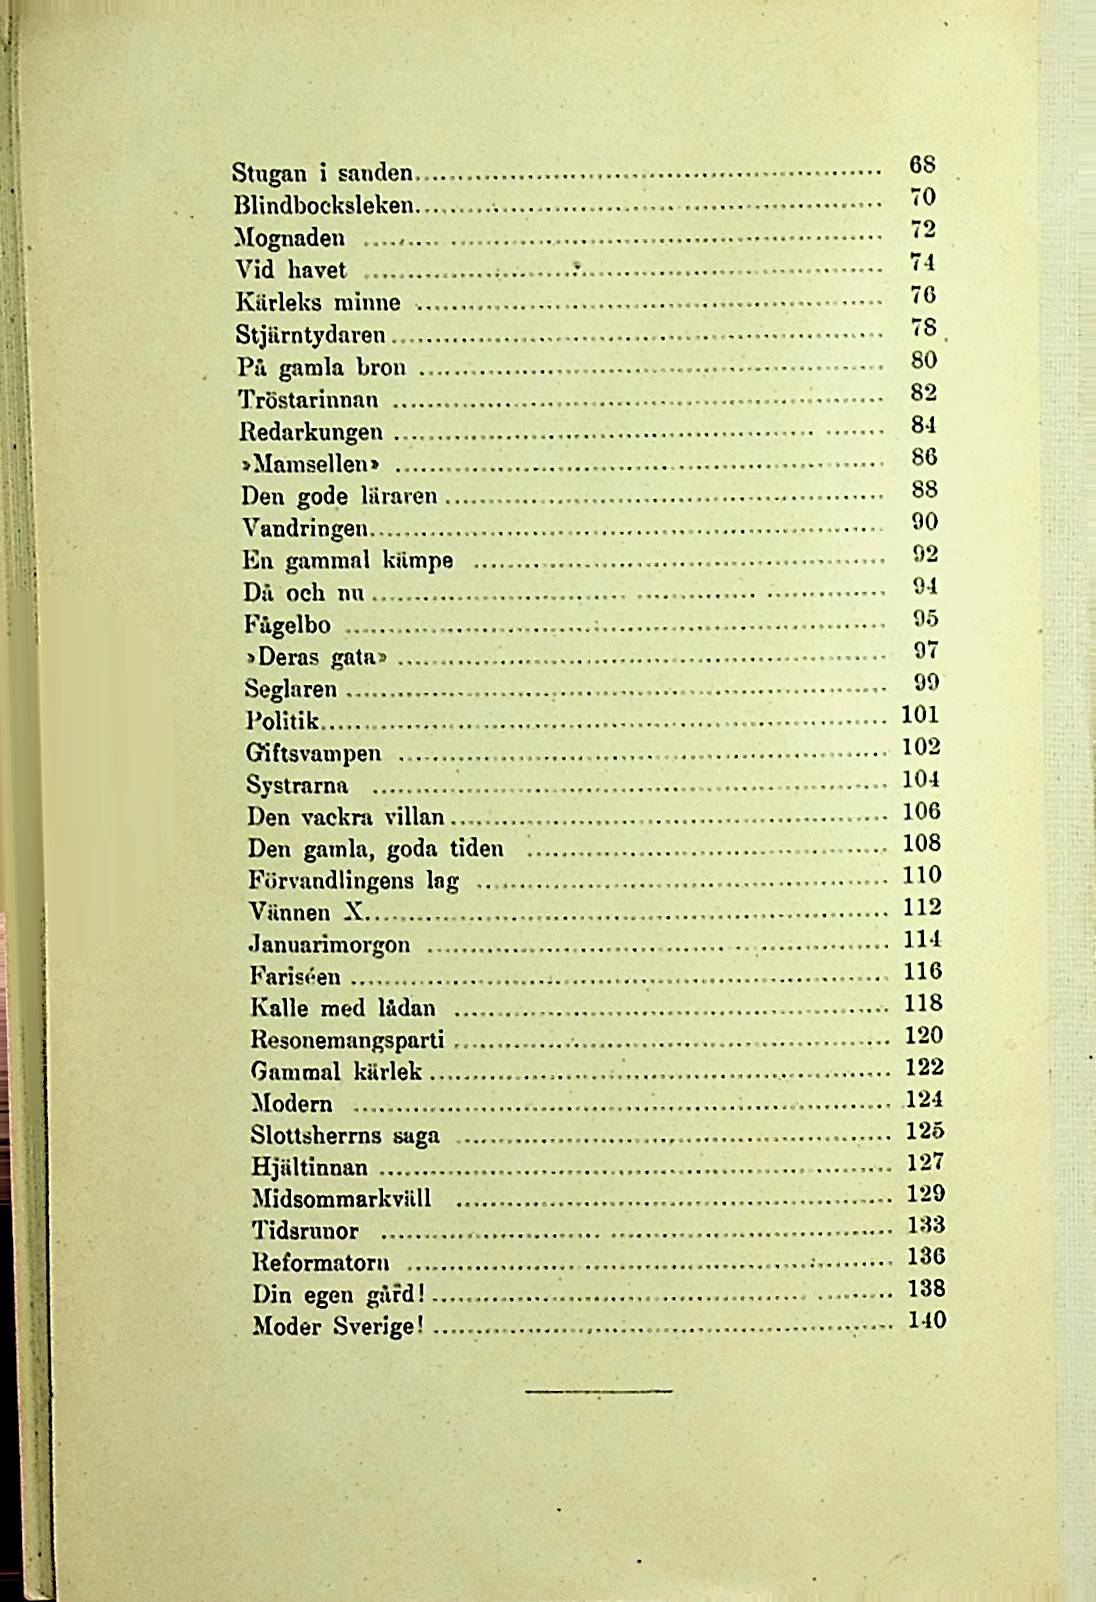 Stugan i sanden 68
Blindbocksleken 70
Mognaden 72
Vid havet 74
Kärleks minne 76
Stjärntydaren 78
På gamla bron 80
Tröstarinnan 82
Redarkungen 84
»Mamsellen» 86
Den gode läraren 88
Vandringen 90
En gammal kämpe 92
Då och nu 94
Fågelbo 95
»Deras gata» 97
Seglaren 99
Politik 101
Giftsvampen 102
Systrarna 104
Den vackra villan 106
Den gamla, goda tiden 108
Förvandlingens lag 110
Vännen X 112
Januarimorgon 114
Fariséen 116
Kalle med lådan 118
Resonemangsparti 120
Gammal kärlek 122
Modern 124
Slottsherrns saga 125
Hjältinnan 127
Midsommarkväll 129
Tidsrunor 133
Reformatorn 136
Din egen gård! 138
Moder Sverige! 140